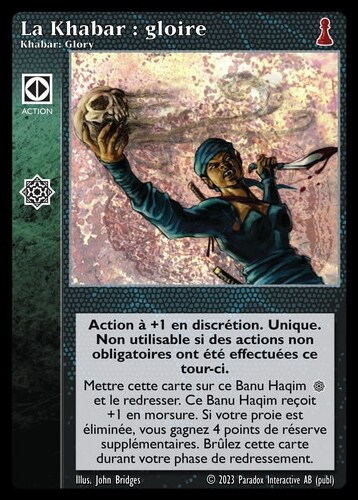 La Khabar : gloire
Khabar: Glory
ACTION
Action à +1 en discrétion. Unique.
Non utilisable si des actions non
obligatoires ont été effectuées ce
tour-ci.
Mettre cette carte sur ce Banu Haqim
et le redresser. Ce Banu Haqim reçoit
+1 en morsure. Si votre proie est
éliminée, vous gagnez 4 points de réserve
supplémentaires. Brûlez cette carte
durant votre phase de redressement.
Illus. John Bridges
© 2023 Paradox Interactive AB (publ)